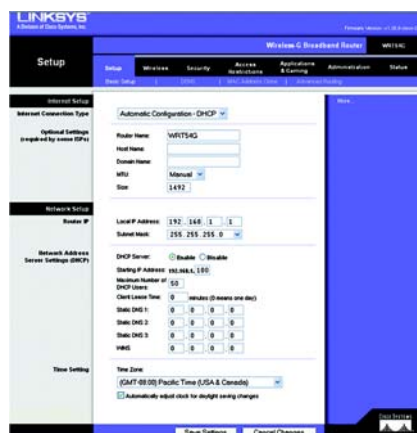 LINKSYS
A Division of Cisco Systems, Inc.
Wireless-G Broadband Router WRT54G
Setup
Setup Wireless Security Access Restrictions Applications & Gaming Administration Status
Basic Setup | DDNS | MAC Address Clone | Advanced Routing
Internet Setup
More...
Internet Connection Type Automatic Configuration - DHCP
Optional Settings (required by some ISPs)
Router Name: WRT54G
Host Name:
Domain Name:
MTU: Manual
Size: 1492
Network Setup
Router IP
Local IP Address: 192 . 168 . 1 . 1
Subnet Mask: 255.255.255.0
Network Address Server Settings (DHCP)
DHCP Server: Enable Disable
Starting IP Address: 192.168.1. 100
Maximum Number of DHCP Users: 50
Client Lease Time: 0 minutes (0 means one day)
Static DNS 1: 0 . 0 . 0 . 0
Static DNS 2: 0 . 0 . 0 . 0
Static DNS 3: 0 . 0 . 0 . 0
WINS: 0 . 0 . 0 . 0
Time Setting
Time Zone:
(GMT-08:00) Pacific Time (USA & Canada)
Automatically adjust clock for daylight saving changes
Save Settings Cancel Changes
Cisco Systems